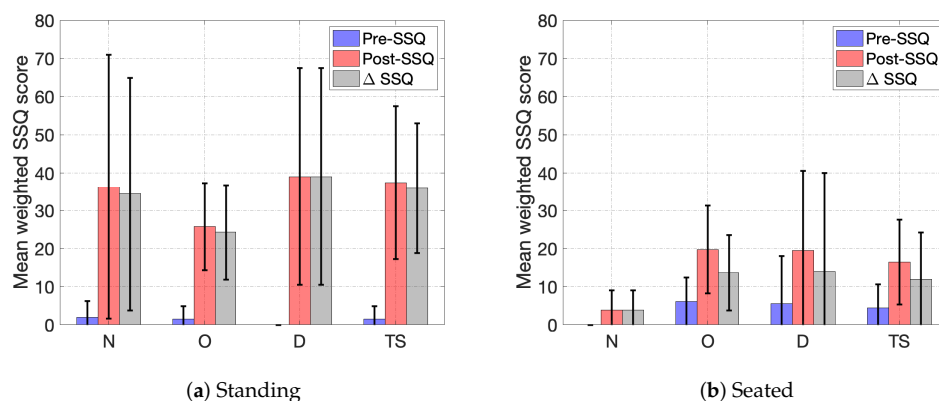 80
70
60
50
40
30
20
10
0
Mean weighted SSQ score
Pre-SSQ
Post-SSQ
Δ SSQ
N O D TS
(a) Standing
80
70
60
50
40
30
20
10
0
Mean weighted SSQ score
Pre-SSQ
Post-SSQ
Δ SSQ
N O D TS
(b) Seated